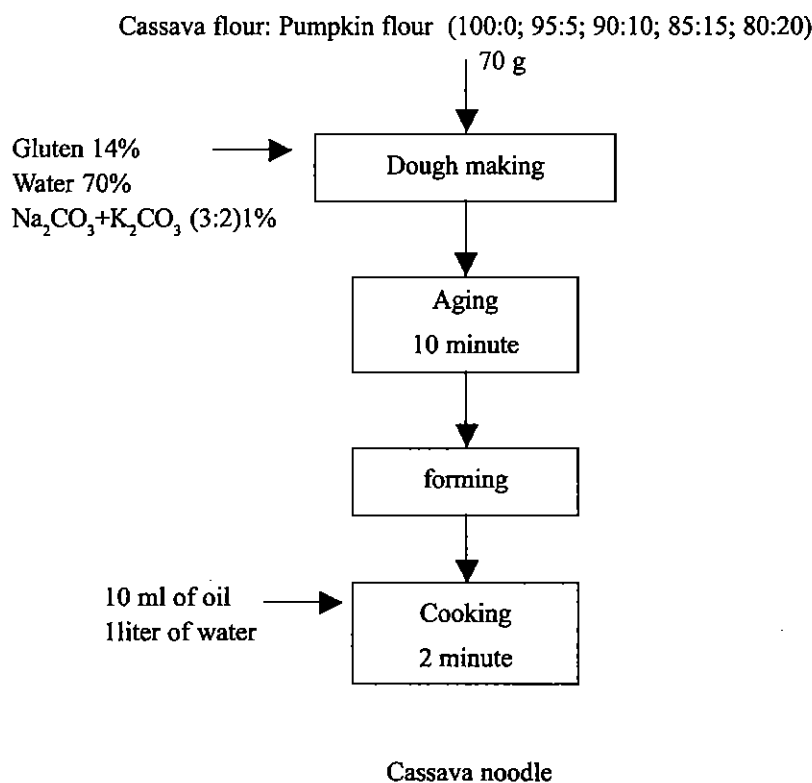 Cassava flour: Pumpkin flour (100:0; 95:5; 90:10; 85:15; 80:20)
70 g
Gluten 14%
Water 70%
Na₂CO₃+K₂CO₃ (3:2)1%
Dough making
Aging
10 minute
forming
10 ml of oil
1liter of water
Cooking
2 minute
Cassava noodle